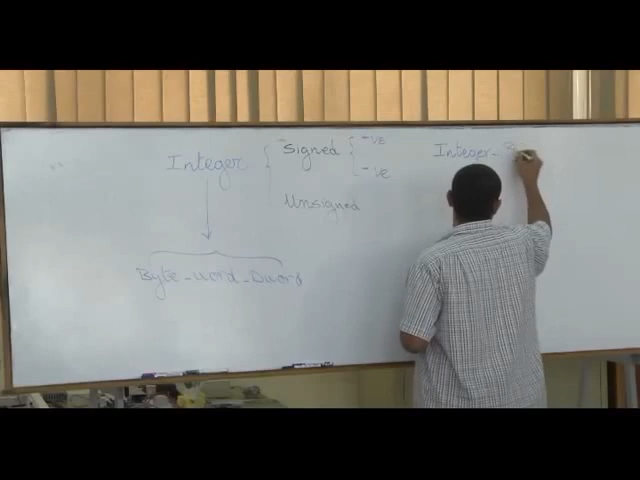 Integer { Signed { -ve
-ve
Unsigned
Byte - word - Dword
Integer -